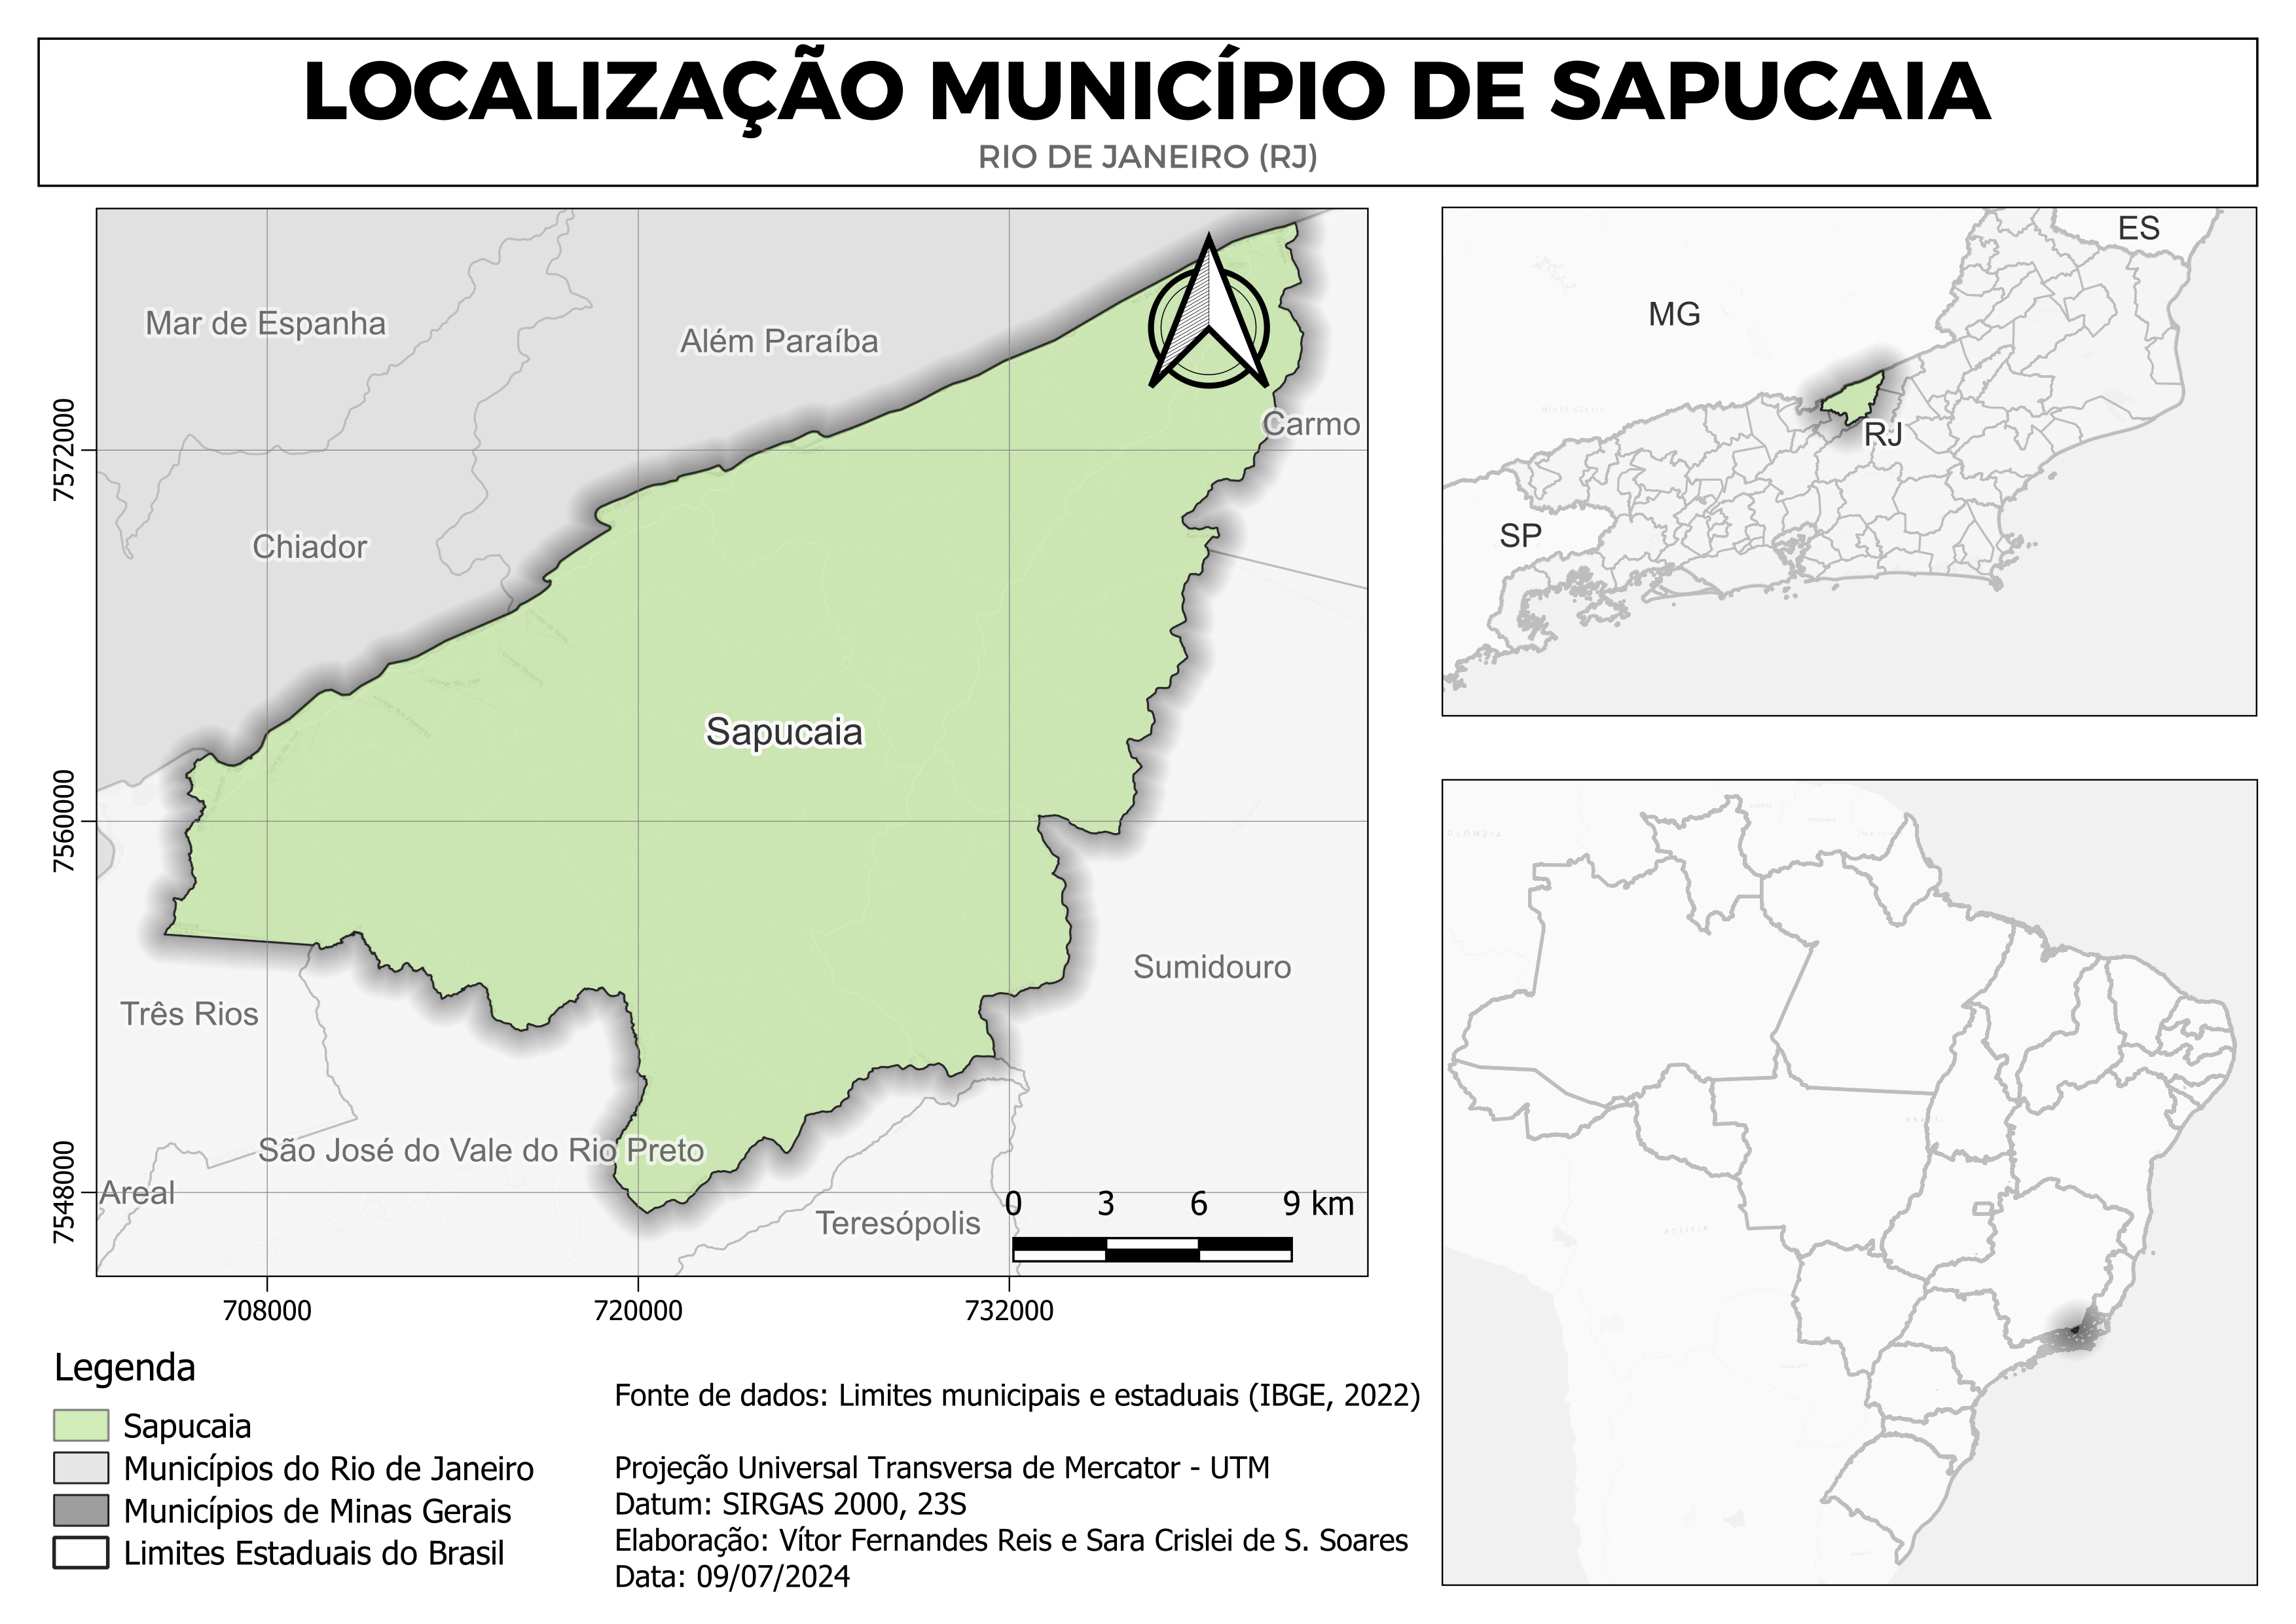 LOCALIZAÇÃO MUNICÍPIO DE SAPUCAIA
RIO DE JANEIRO (RJ)
Mar de Espanha
Além Paraíba
Carmo
Chiador
Sapucaia
Sumidouro
Três Rios
São José do Vale do Rio Preto
Areal
Teresópolis
0 3 6 9 km
7572000
7560000
7548000
708000 720000 732000
ES
MG
RJ
SP
Legenda
Sapucaia
Municípios do Rio de Janeiro
Municípios de Minas Gerais
Limites Estaduais do Brasil
Fonte de dados: Limites municipais e estaduais (IBGE, 2022)
Projeção Universal Transversa de Mercator - UTM
Datum: SIRGAS 2000, 23S
Elaboração: Vítor Fernandes Reis e Sara Crislei de S. Soares
Data: 09/07/2024